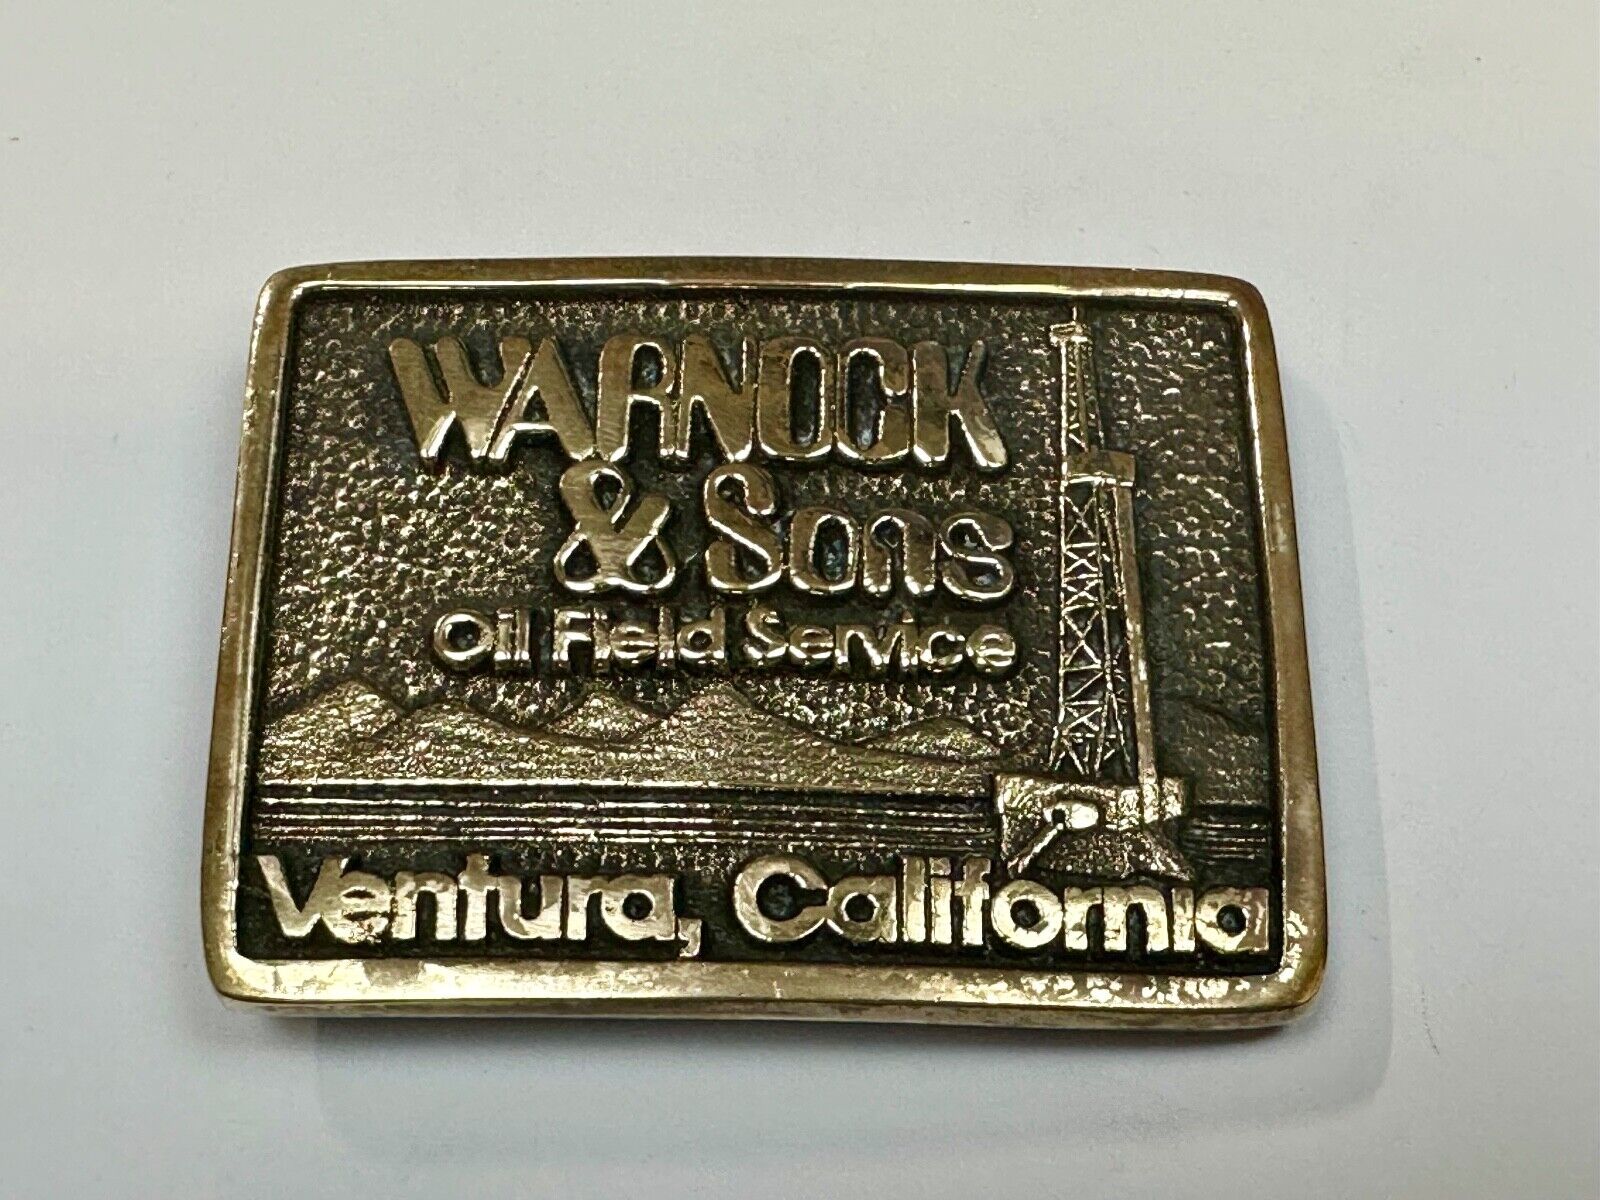 WARNOCK
& Sons
Oil Field Service
Ventura, California